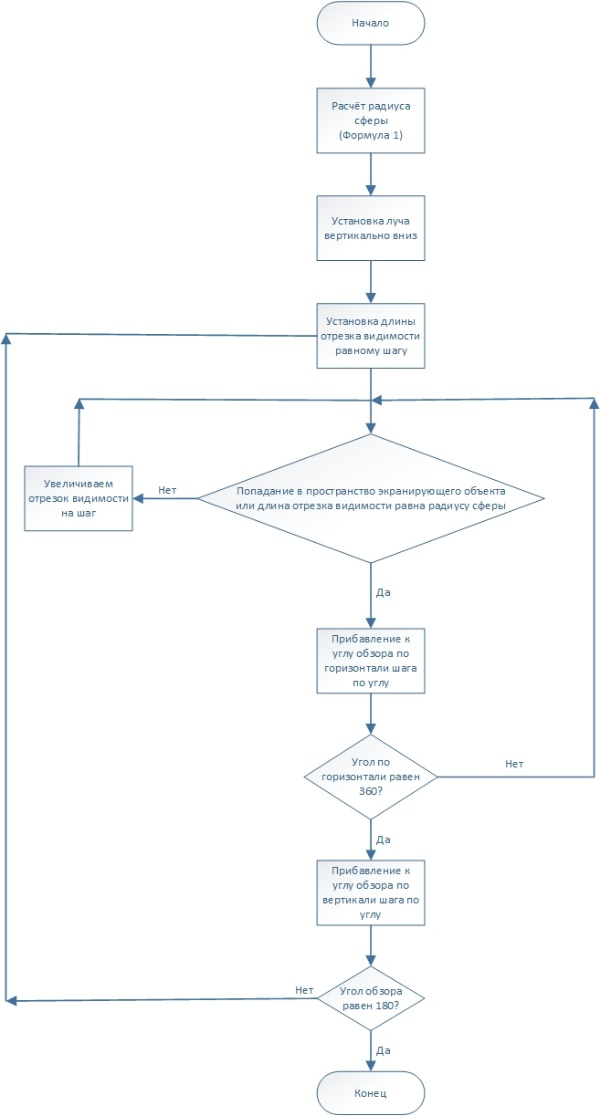 Начало
Расчёт радиуса
сферы
(Формула 1)
Установка луча
вертикально вниз
Установка длины
отрезка видимости
равному шагу
Увеличиваем
отрезок видимости
на шаг
Нет
Попадание в пространство экранирующего объекта
или длина отрезка видимости равна радиусу сферы
Да
Прибавление к
углу обзора по
горизонтали шага
по углу
Угол по
горизонтали равен
360?
Нет
Да
Прибавление к
углу обзора по
вертикали шага по
углу
Нет
Угол обзора
равен 180?
Да
Конец